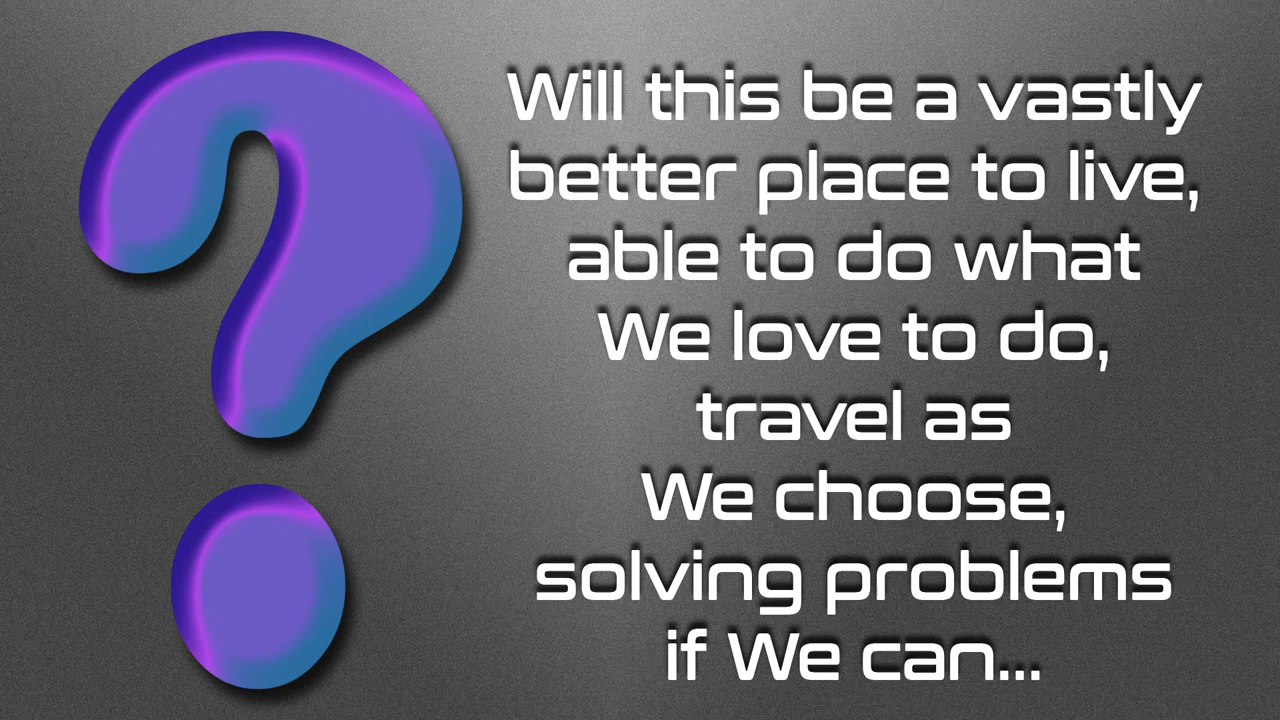 Will this be a vastly
better place to live,
able to do what
We love to do,
travel as
We choose,
solving problems
if We can...